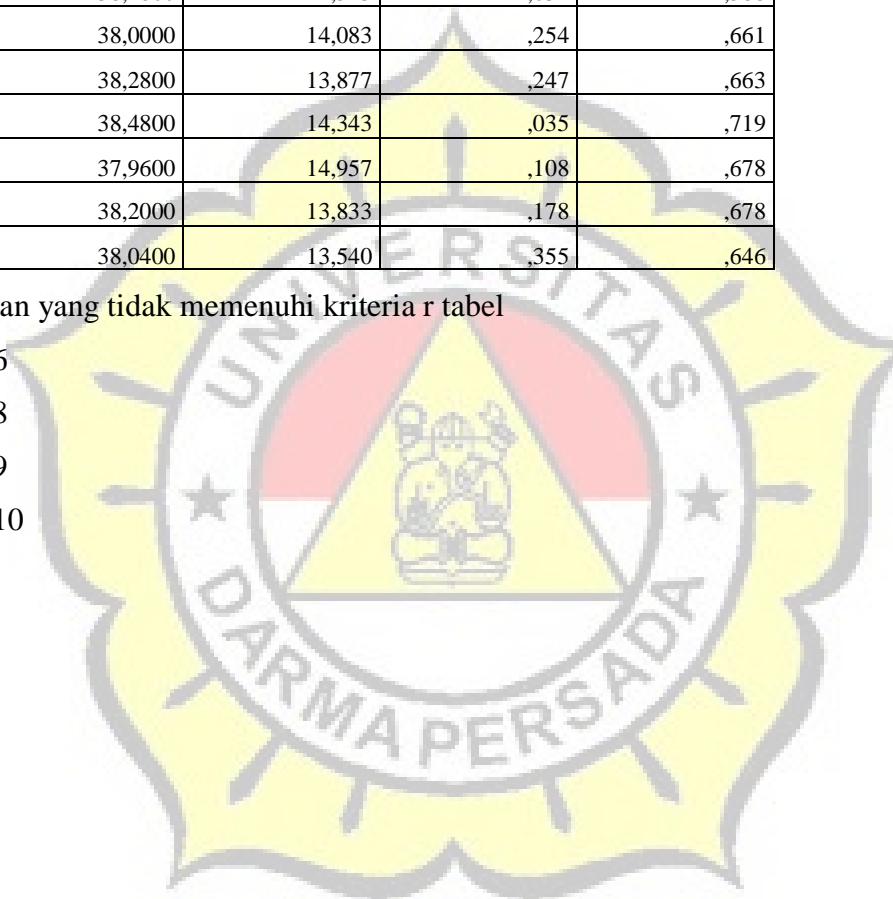 38,0000 14,083 ,254 ,661
38,2800 13,877 ,247 ,663
38,4800 14,343 ,035 ,719
37,9600 14,957 ,108 ,678
38,2000 13,833 ,178 ,678
38,0400 13,540 ,355 ,646
an yang tidak memenuhi kriteria r tabel
6
8
9
10
UNIVERSITAS
DARMA PERSADA